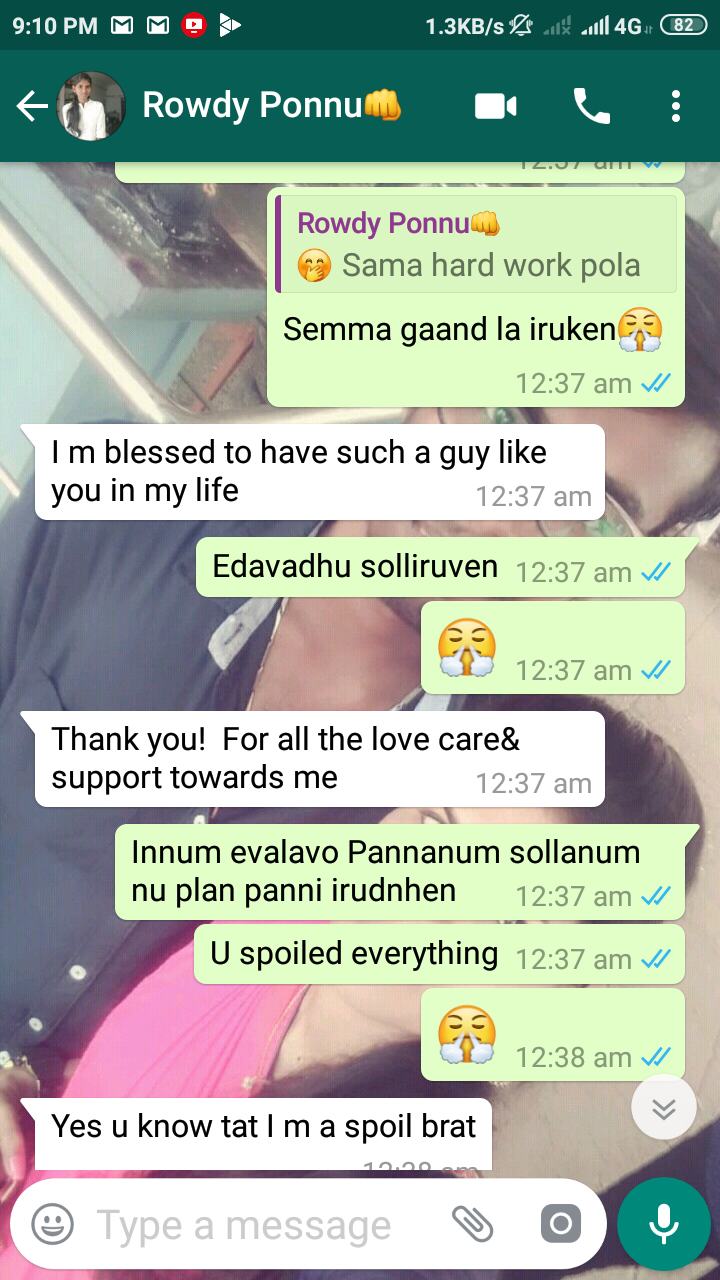 9:10 PM 1.3KB/s 4G 82
Rowdy Ponnu👊
12:37 am
Rowdy Ponnu👊
🤭 Sama hard work pola
Semma gaand la iruken😤
12:37 am
I m blessed to have such a guy like
you in my life 12:37 am
Edavadhu solliruven 12:37 am
😤 12:37 am
Thank you! For all the love care&
support towards me 12:37 am
Innum evalavo Pannanum sollanum
nu plan panni irudnhen 12:37 am
U spoiled everything 12:37 am
😤 12:38 am
Yes u know tat I m a spoil brat
12:38 am
Type a message